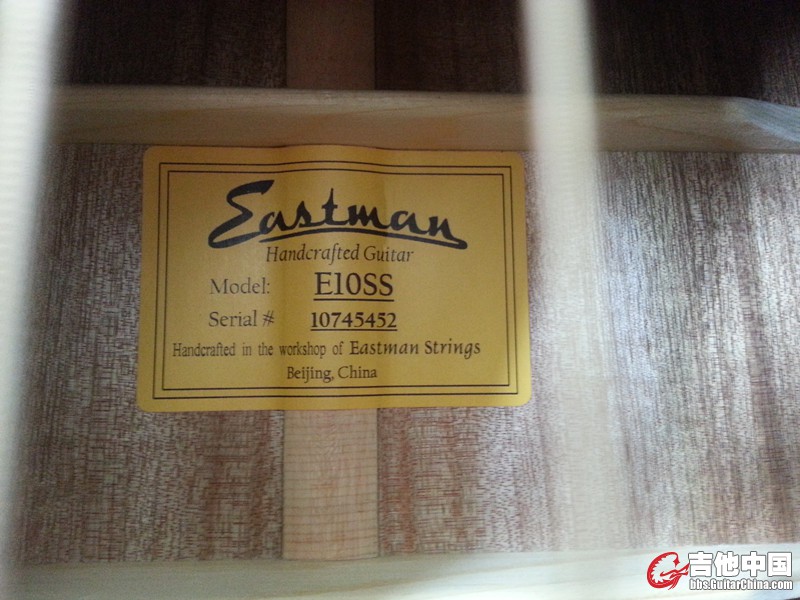 Eastman
Handcrafted Guitar
Model: E10SS
Serial # 10745452
Handcrafted in the workshop of Eastman Strings
Beijing, China
吉他中国
bbs.GuitarChina.com